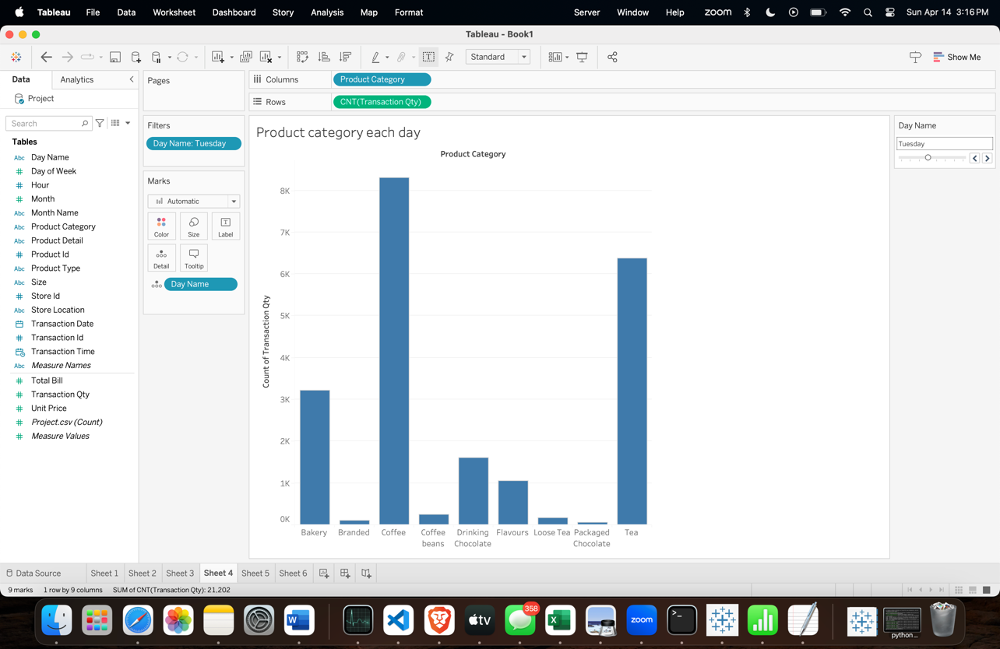 Tableau File Data Worksheet Dashboard Story Analysis Map Format Server Window Help zoom Sun Apr 14 3:16 PM
Tableau - Book1
Standard
Show Me
Data Analytics
Project
Search
Tables
Abc Day Name
# Day of Week
# Hour
# Month
Abc Month Name
Abc Product Category
Abc Product Detail
# Product Id
Abc Product Type
Abc Size
# Store Id
Abc Store Location
Transaction Date
# Transaction Id
Transaction Time
Abc Measure Names
# Total Bill
# Transaction Qty
# Unit Price
# Project.csv (Count)
# Measure Values
Pages
Filters
Day Name: Tuesday
Marks
Automatic
Color Size Label
Detail Tooltip
Day Name
Columns Product Category
Rows CNT(Transaction Qty)
Product category each day
Product Category
Count of Transaction Qty
8K
7K
6K
5K
4K
3K
2K
1K
0K
Bakery
Branded
Coffee
Coffee
beans
Drinking
Chocolate
Flavours
Loose Tea
Packaged
Chocolate
Tea
Day Name
Tuesday
Data Source Sheet 1 Sheet 2 Sheet 3 Sheet 4 Sheet 5 Sheet 6
9 marks 1 row by 9 columns SUM of CNT(Transaction Qty): 21,202
W
tv
358
X
zoom
>_
python ...